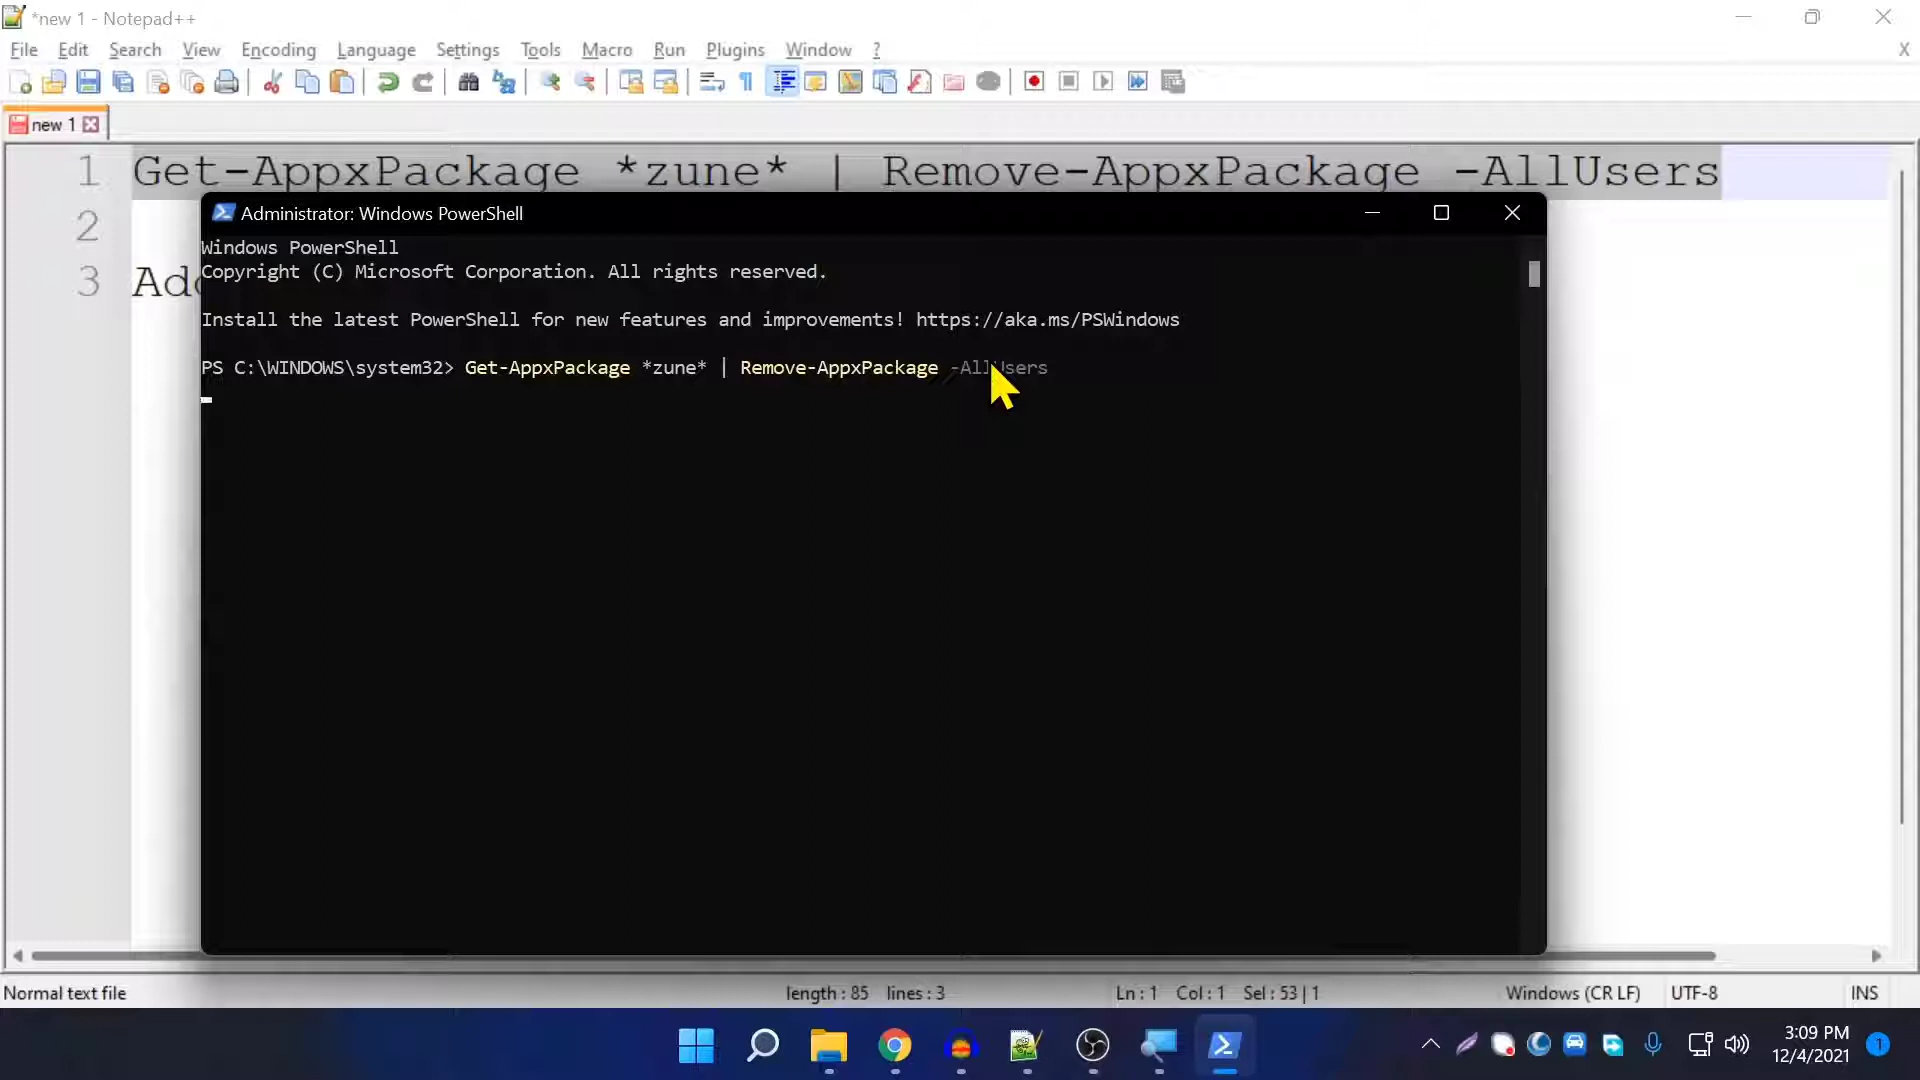 *new 1 - Notepad++
File Edit Search View Encoding Language Settings Tools Macro Run Plugins Window ?
X
new 1
1 Get-AppxPackage *zune* | Remove-AppxPackage -AllUsers
2
3
Administrator: Windows PowerShell
Windows PowerShell
Copyright (C) Microsoft Corporation. All rights reserved.
Install the latest PowerShell for new features and improvements! https://aka.ms/PSWindows
PS C:\WINDOWS\system32> Get-AppxPackage *zune* | Remove-AppxPackage -AllUsers
Normal text file length : 85 lines : 3 Ln : 1 Col : 1 Sel : 53 | 1 Windows (CR LF) UTF-8 INS
3:09 PM
12/4/2021
1